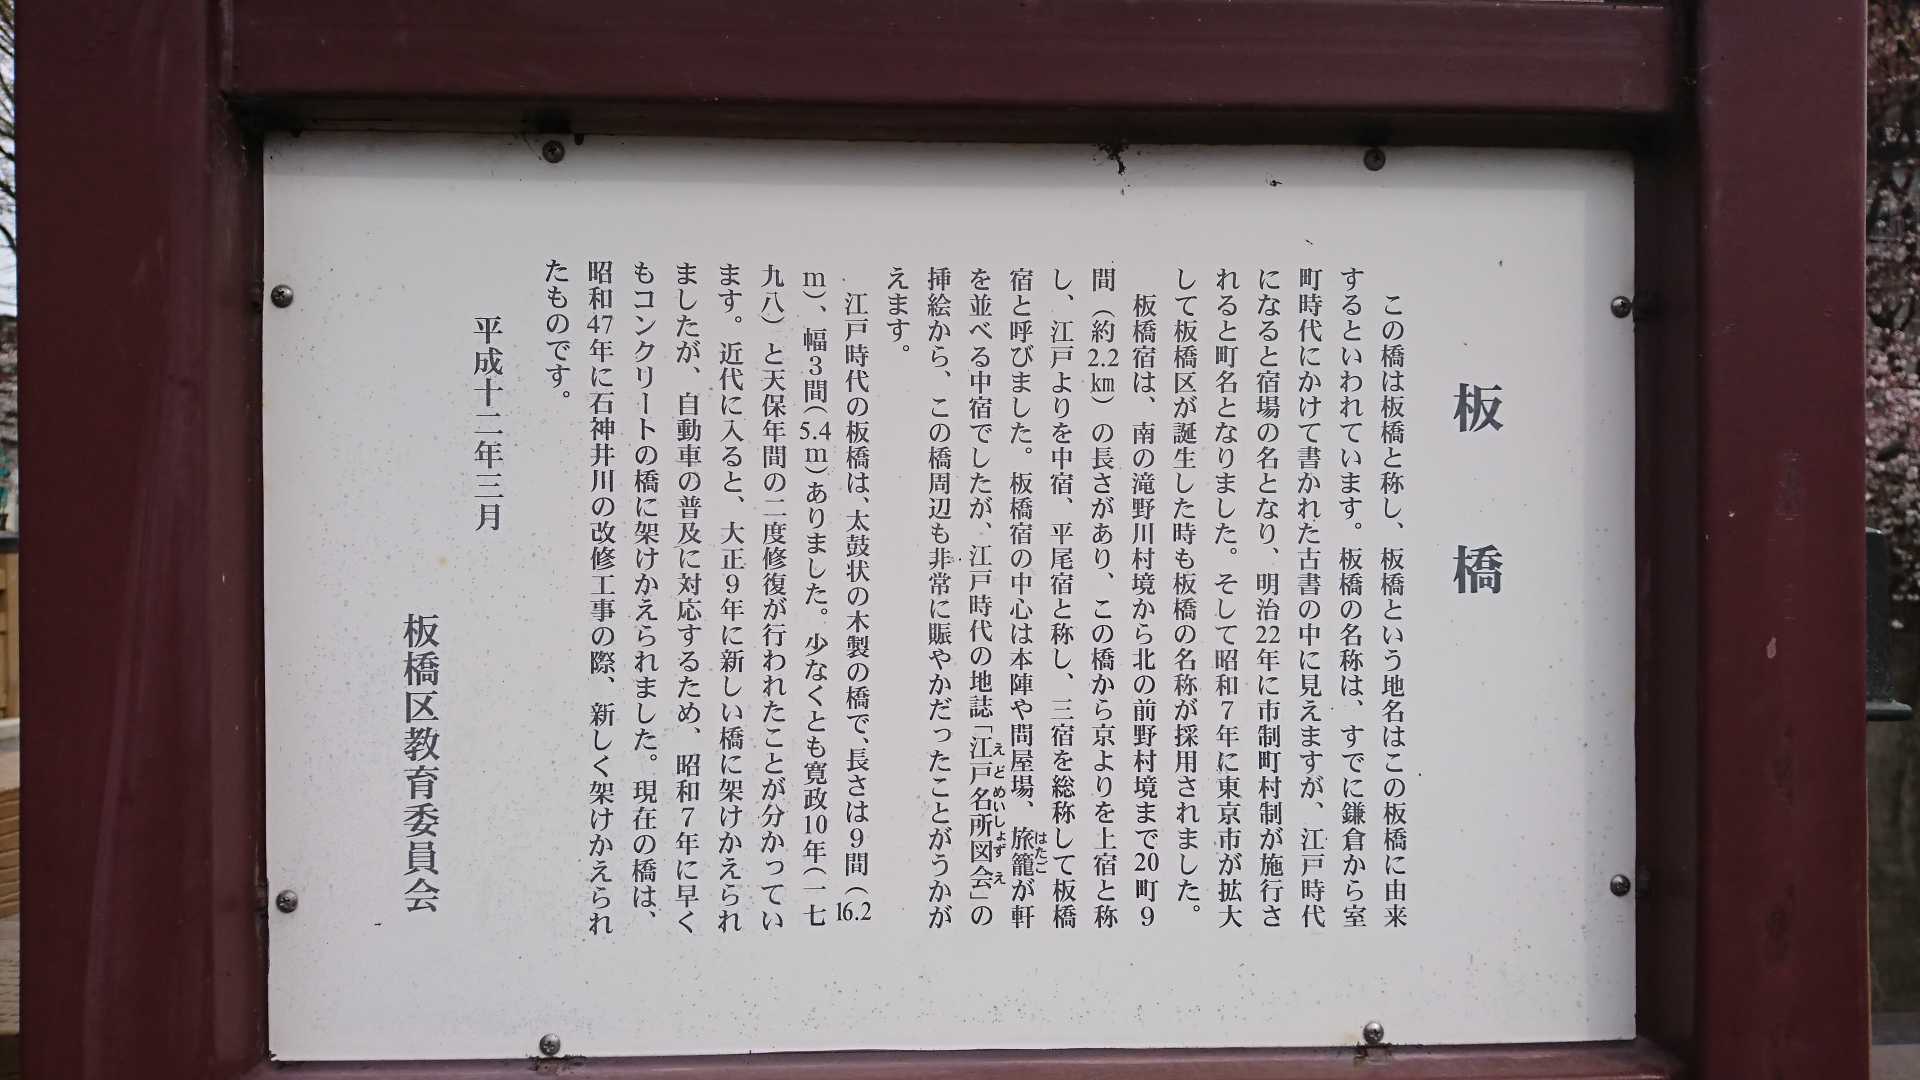 板橋
この橋は板橋と称し、板橋という地名はこの板橋に由来
するといわれています。板橋の名称は、すでに鎌倉から室
町時代にかけて書かれた古書の中に見えますが、江戸時代
になると宿場の名となり、明治22年に市制町村制が施行さ
れると町名となりました。そして昭和7年に東京市が拡大
して板橋区が誕生した時も板橋の名称が採用されました。
板橋宿は、南の滝野川村境から北の前野村境まで20町9
間(約2.2㎞)の長さがあり、この橋から京よりを上宿と称
し、江戸よりを中宿、平尾宿と称し、三宿を総称して板橋
宿と呼びました。板橋宿の中心は本陣や問屋場、旅籠が軒
はたご
を並べる中宿でしたが、江戸時代の地誌「江戸名所図会」の
えどめいしょずえ
挿絵から、この橋周辺も非常に賑やかだったことがうかが
えます。
江戸時代の板橋は、太鼓状の木製の橋で、長さは9間(16.2
m)、幅3間(5.4m)ありました。少なくとも寛政10年(一七
九八)と天保年間の二度修復が行われたことが分かってい
ます。近代に入ると、大正9年に新しい橋に架けかえられ
ましたが、自動車の普及に対応するため、昭和7年に早く
もコンクリートの橋に架けかえられました。現在の橋は、
昭和47年に石神井川の改修工事の際、新しく架けかえられ
たものです。
平成十二年三月
板橋区教育委員会